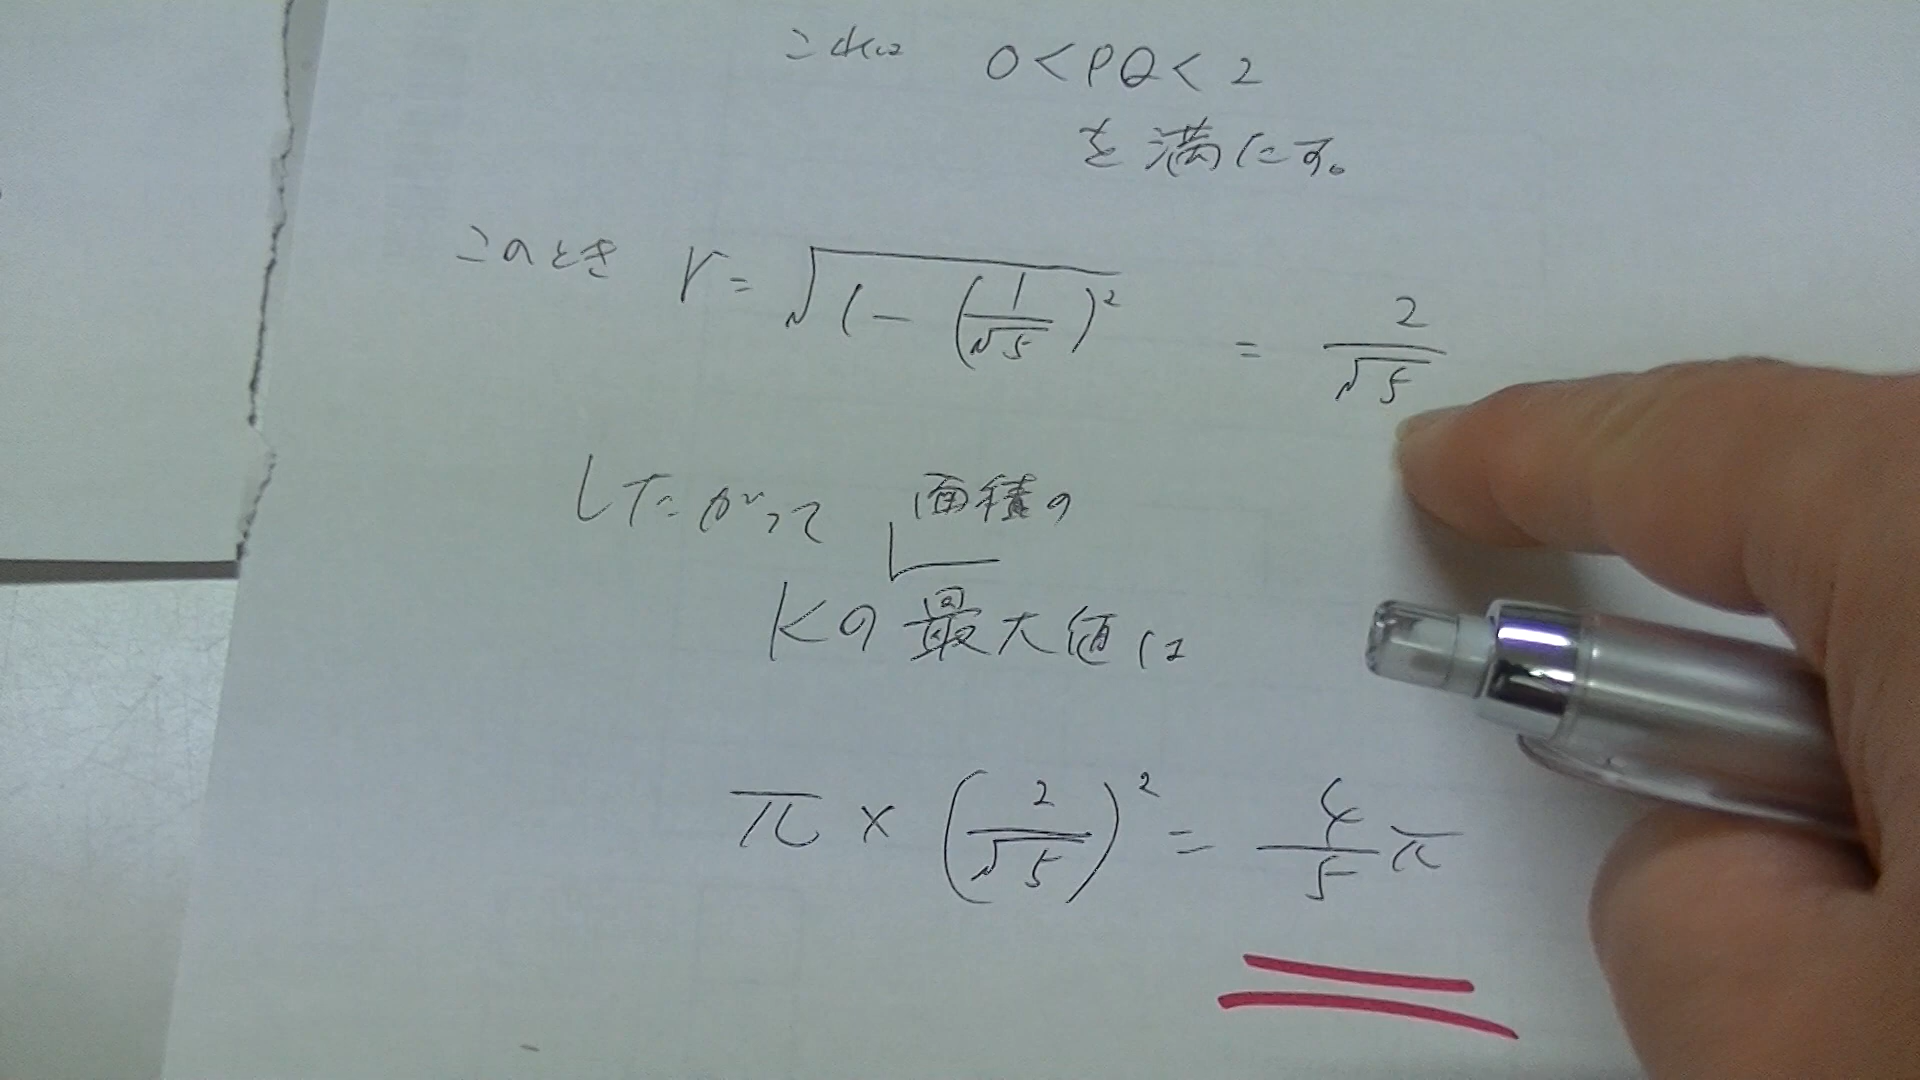 これは 0<PQ<2
を満たす。
このとき r=√(1-(1/√5)²) = 2/√5
したがって 面積の
Kの最大値は
π×(2/√5)²=4/5π